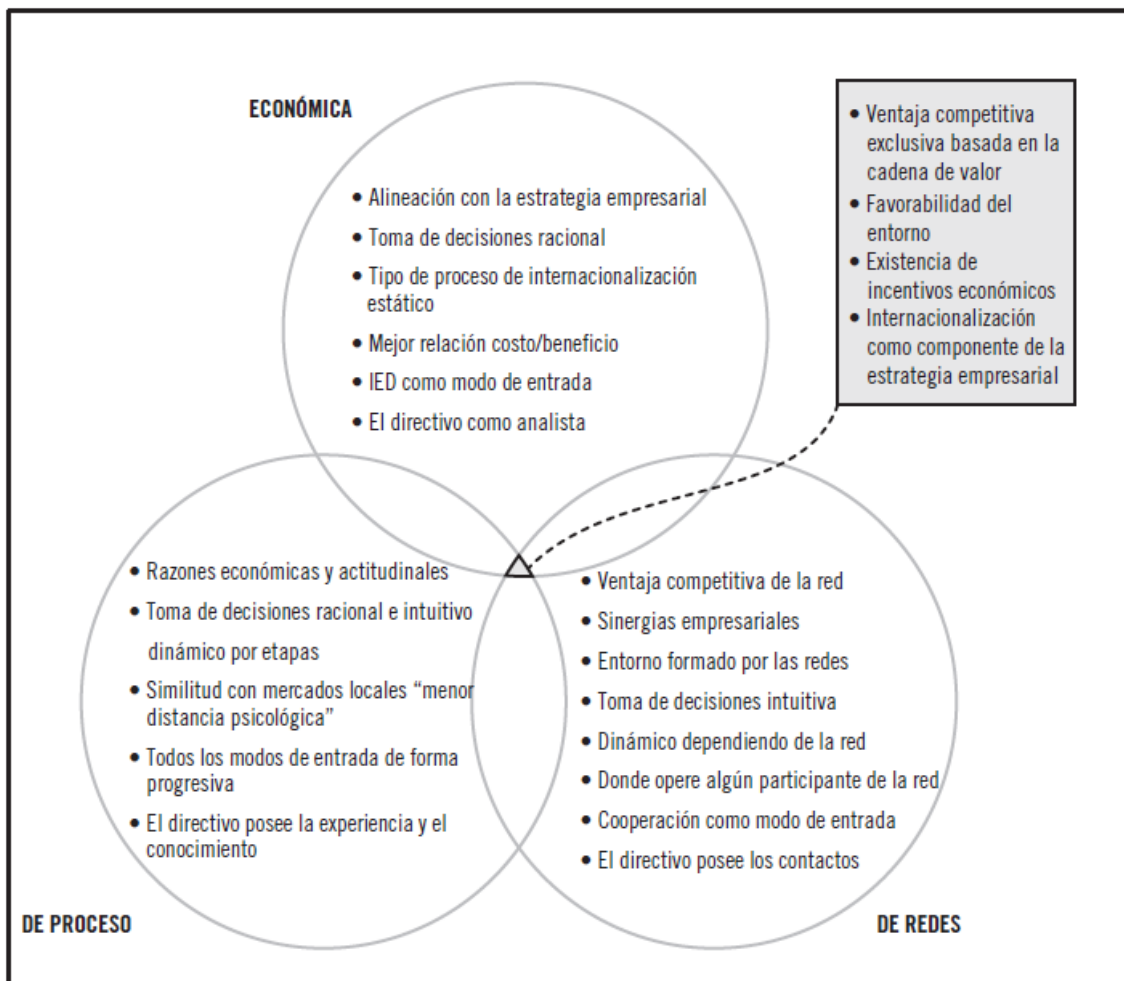 ECONÓMICA
• Alineación con la estrategia empresarial
• Toma de decisiones racional
• Tipo de proceso de internacionalización
estático
• Mejor relación costo/beneficio
• IED como modo de entrada
• El directivo como analista
• Ventaja competitiva
exclusiva basada en la
cadena de valor
• Favorabilidad del
entorno
• Existencia de
incentivos económicos
• Internacionalización
como componente de la
estrategia empresarial
• Razones económicas y actitudinales
• Toma de decisiones racional e intuitivo
dinámico por etapas
• Similitud con mercados locales “menor
distancia psicológica”
• Todos los modos de entrada de forma
progresiva
• El directivo posee la experiencia y el
conocimiento
DE PROCESO
• Ventaja competitiva de la red
• Sinergias empresariales
• Entorno formado por las redes
• Toma de decisiones intuitiva
• Dinámico dependiendo de la red
• Donde opere algún participante de la red
• Cooperación como modo de entrada
• El directivo posee los contactos
DE REDES